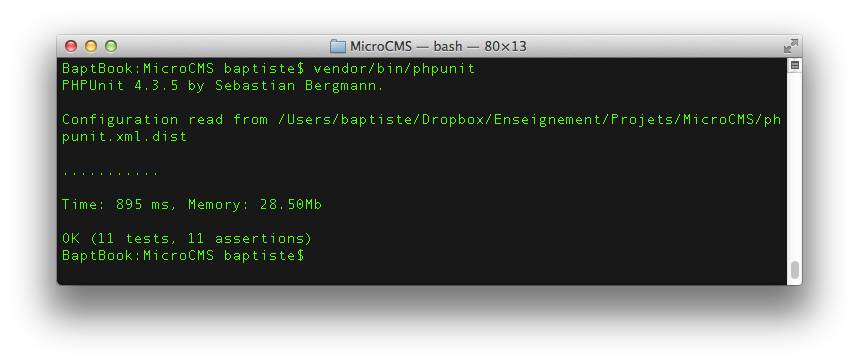 MicroCMS — bash — 80×13
BaptBook:MicroCMS baptiste$ vendor/bin/phpunit
PHPUnit 4.3.5 by Sebastian Bergmann.
Configuration read from /Users/baptiste/Dropbox/Enseignement/Projets/MicroCMS/ph
punit.xml.dist
...........
Time: 895 ms, Memory: 28.50Mb
OK (11 tests, 11 assertions)
BaptBook:MicroCMS baptiste$